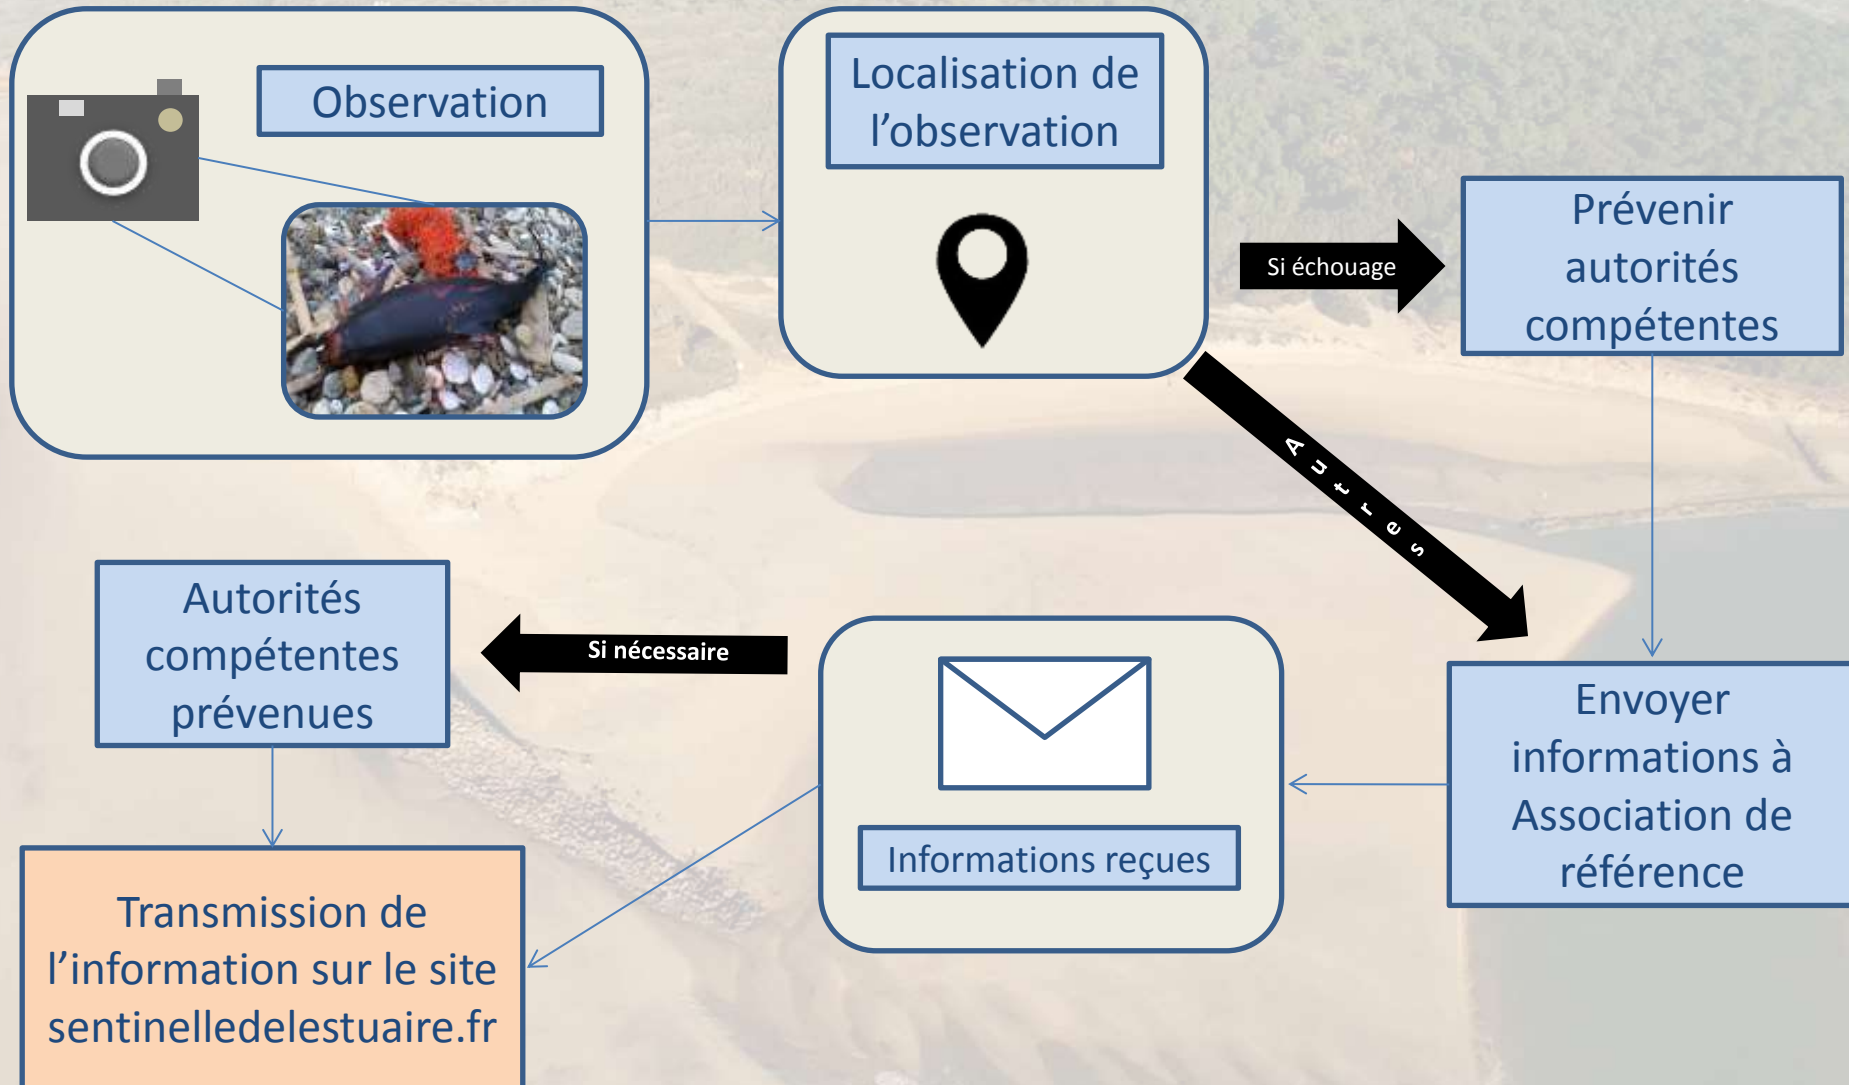 Observation
Localisation de
l’observation
Si échouage
Prévenir
autorités
compétentes
Autres
Autorités
compétentes
prévenues
Si nécessaire
Informations reçues
Envoyer
informations à
Association de
référence
Transmission de
l’information sur le site
sentinelledelestuaire.fr